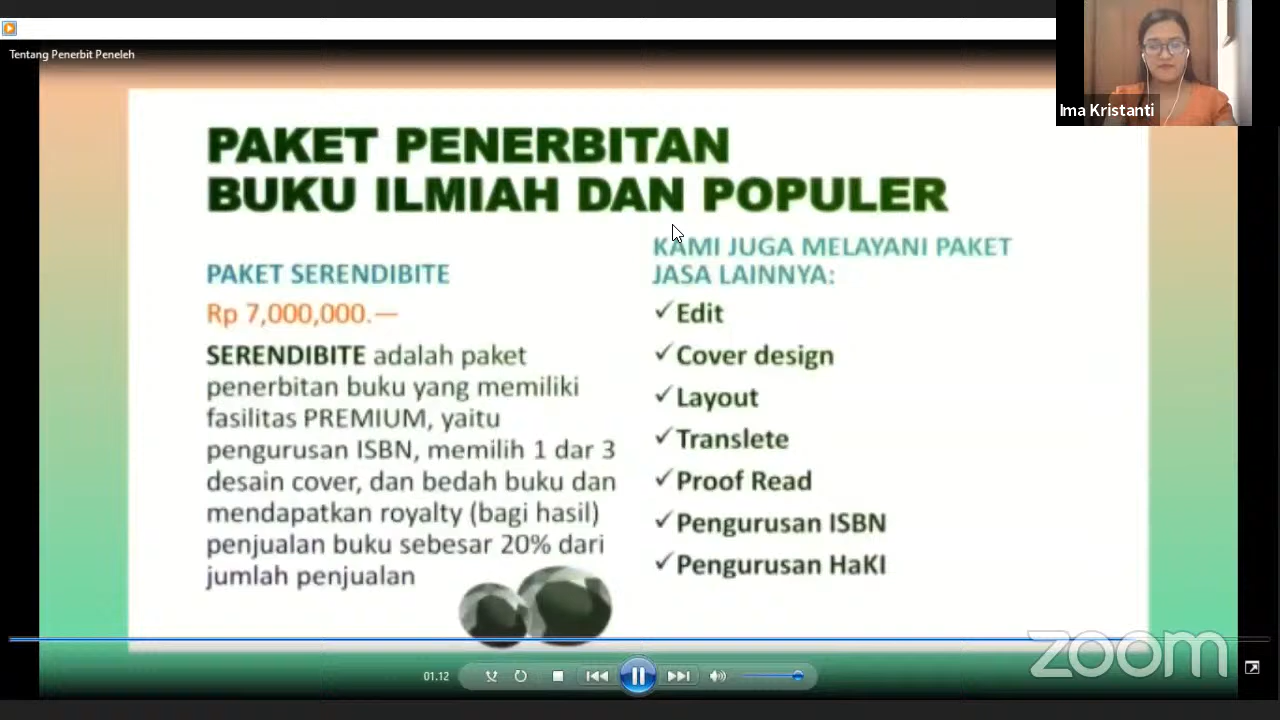 Tentang Penerbit Peneleh
Ima Kristanti
PAKET PENERBITAN
BUKU ILMIAH DAN POPULER
PAKET SERENDIBITE
Rp 7,000,000.—
SERENDIBITE adalah paket
penerbitan buku yang memiliki
fasilitas PREMIUM, yaitu
pengurusan ISBN, memilih 1 dar 3
desain cover, dan bedah buku dan
mendapatkan royalty (bagi hasil)
penjualan buku sebesar 20% dari
jumlah penjualan
KAMI JUGA MELAYANI PAKET
JASA LAINNYA:
✓Edit
✓Cover design
✓Layout
✓Translete
✓Proof Read
✓Pengurusan ISBN
✓Pengurusan HaKI
01.12
zoom